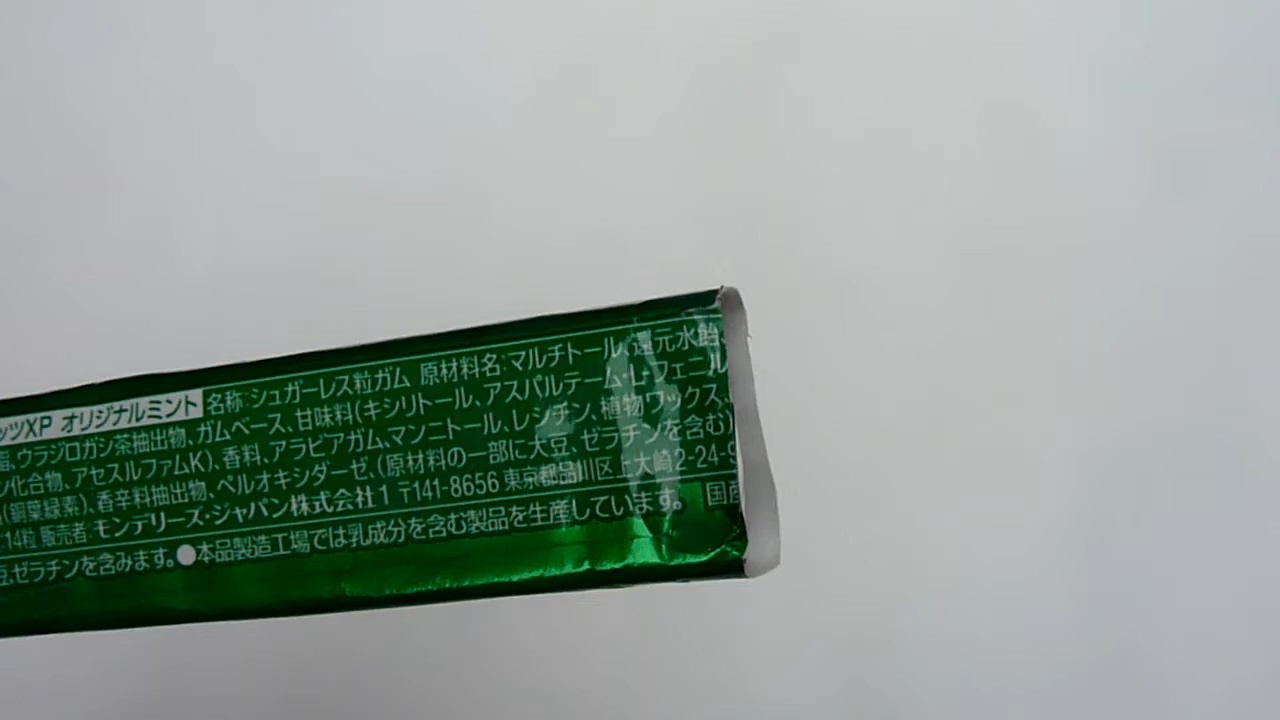 ッツXP オリジナルミント 名称:シュガーレス粒ガム 原材料名:マルチトール、還元水飴、
ウラジロガシ茶抽出物、ガムベース、甘味料(キシリトール、アスパルテーム・L-フェニル
ン化合物、アセスルファムK)、香料、アラビアガム、マンニトール、レシチン、植物ワックス、
(銅葉緑素)、香辛料抽出物、ペルオキシダーゼ、(原材料の一部に大豆、ゼラチンを含む)
:14粒 販売者:モンデリーズ・ジャパン株式会社1 〒141-8656 東京都品川区上大崎2-24-9
豆、ゼラチンを含みます。●本品製造工場では乳成分を含む製品を生産しています。 国産